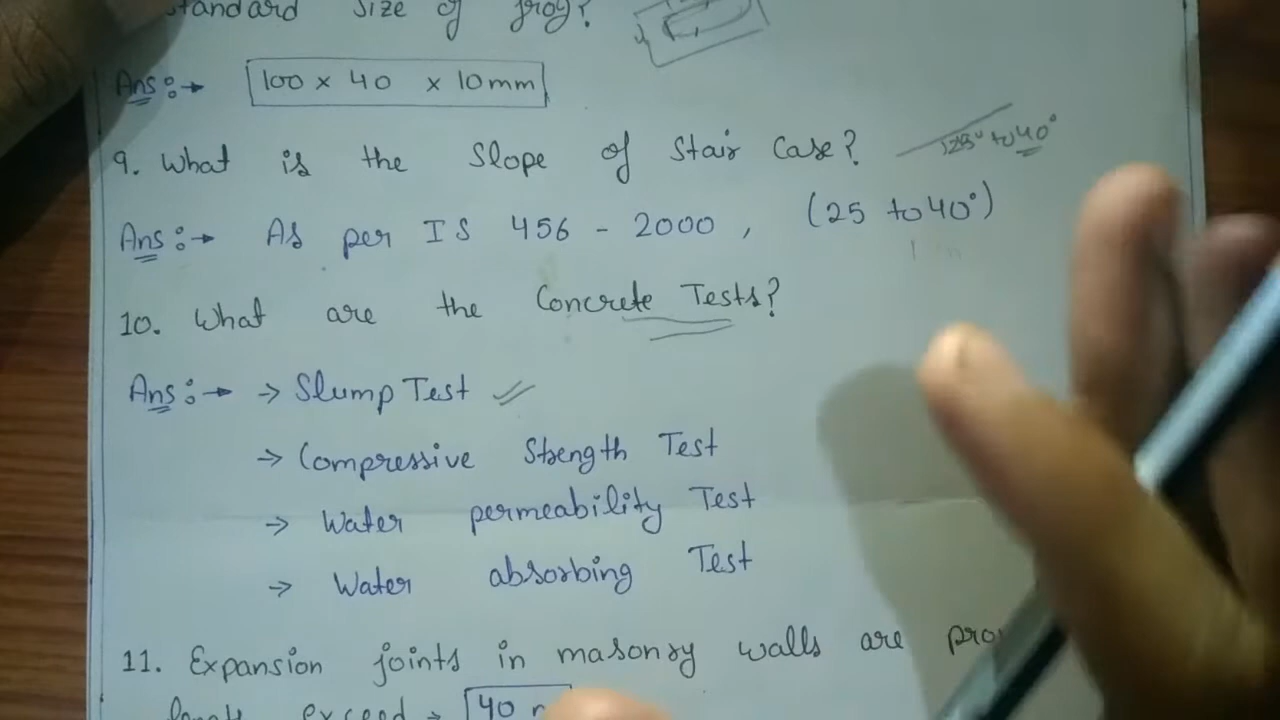 standard size of frog?
Ans:→ 100 x 40 x 10mm
9. What is the Slope of Stair Case? 25° to 40°
Ans:→ As per IS 456 - 2000, (25 to 40°)
10. What are the Concrete Tests?
Ans:→ → Slump Test
→ Compressive Strength Test
→ Water permeability Test
→ Water absorbing Test
11. Expansion joints in masonry walls are
exceed → 40